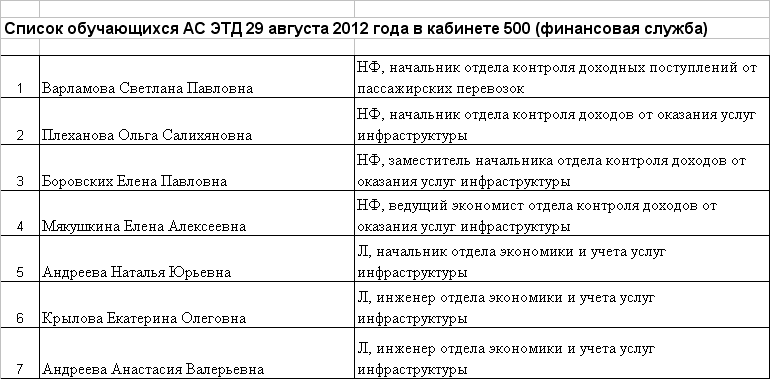 Список обучающихся АС ЭТД 29 августа 2012 года в кабинете 500 (финансовая служба)
1 Варламова Светлана Павловна НФ, начальник отдела контроля доходных поступлений от
пассажирских перевозок
2 Плеханова Ольга Салихяновна НФ, начальник отдела контроля доходов от оказания услуг
инфраструктуры
3 Боровских Елена Павловна НФ, заместитель начальника отдела контроля доходов от
оказания услуг инфраструктуры
4 Мякушкина Елена Алексеевна НФ, ведущий экономист отдела контроля доходов от
оказания услуг инфраструктуры
5 Андреева Наталья Юрьевна Л, начальник отдела экономики и учета услуг
инфраструктуры
6 Крылова Екатерина Олеговна Л, инженер отдела экономики и учета услуг
инфраструктуры
7 Андреева Анастасия Валерьевна Л, инженер отдела экономики и учета услуг
инфраструктуры